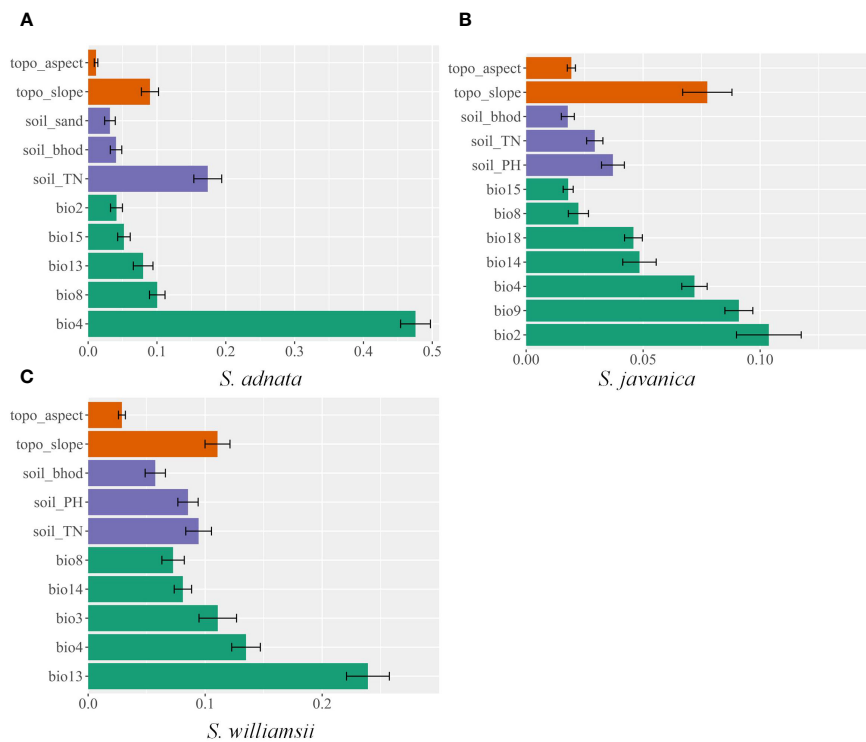 A
topo_aspect
topo_slope
soil_sand
soil_bhod
soil_TN
bio2
bio15
bio13
bio8
bio4
0.0 0.1 0.2 0.3 0.4 0.5
S. adnata
B
topo_aspect
topo_slope
soil_bhod
soil_TN
soil_PH
bio15
bio8
bio18
bio14
bio4
bio9
bio2
0.00 0.05 0.10
S. javanica
C
topo_aspect
topo_slope
soil_bhod
soil_PH
soil_TN
bio8
bio14
bio3
bio4
bio13
0.0 0.1 0.2
S. williamsii